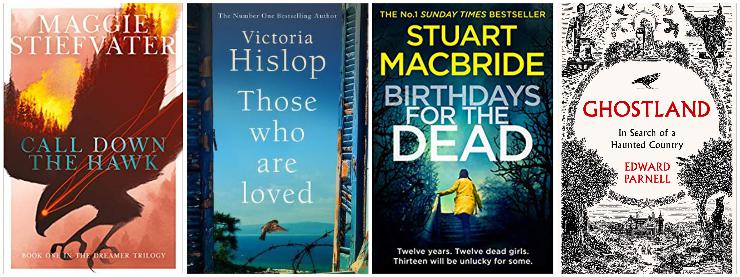 MAGGIE
STIEFVATER
CALL DOWN
THE HAWK
BOOK ONE IN THE DREAMER TRILOGY
The Number One Bestselling Author
Victoria
Hislop
Those
who
are
loved
THE No.1 SUNDAY TIMES BESTSELLER
STUART
MACBRIDE
BIRTHDAYS
FOR THE
DEAD
Twelve years. Twelve dead girls.
Thirteen will be unlucky for some.
GHOSTLAND
In Search of a
Haunted Country
EDWARD
PARNELL